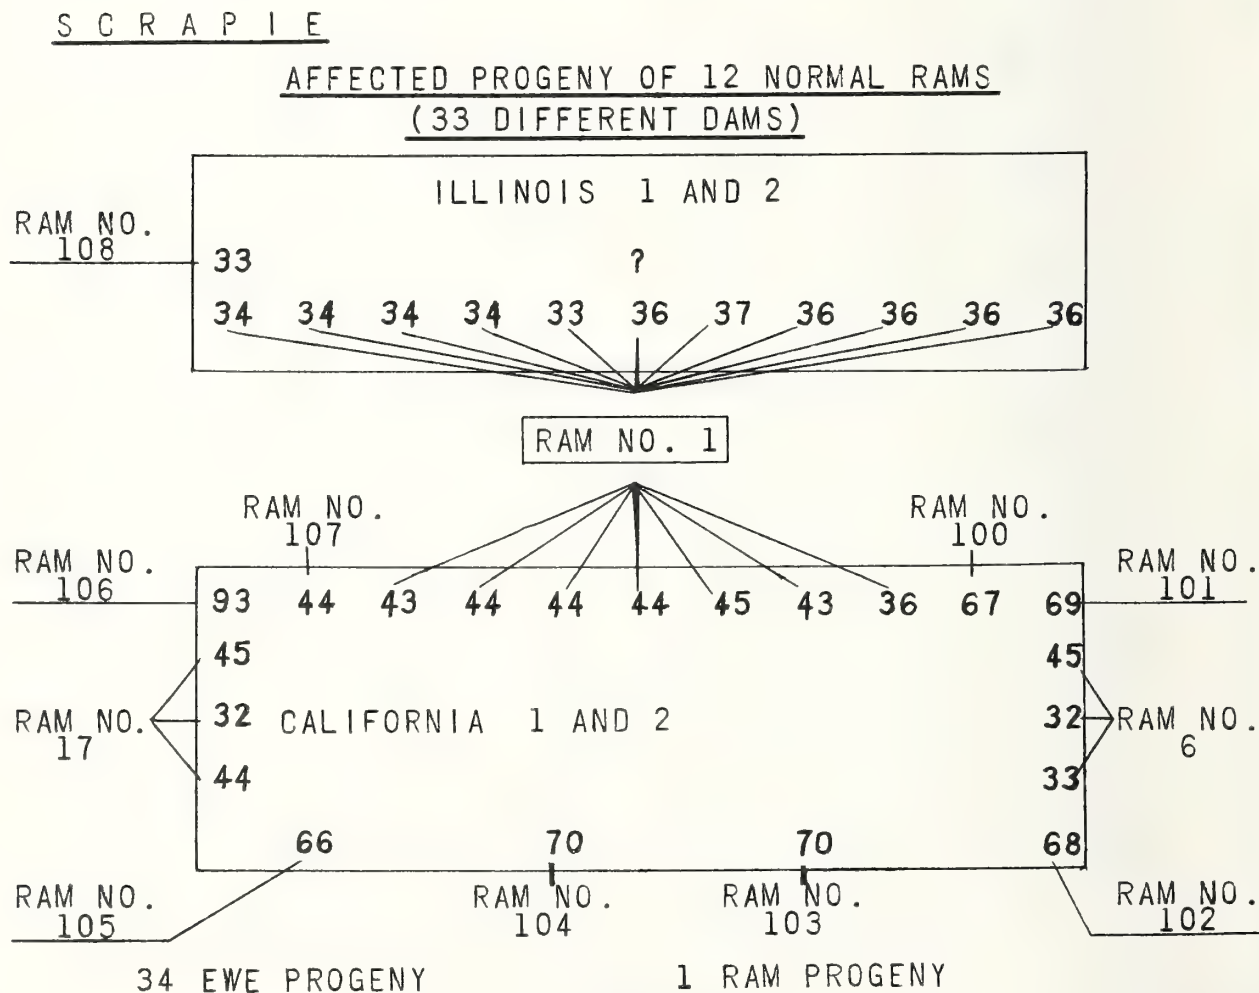 SCRAPIE
AFFECTED PROGENY OF 12 NORMAL RAMS
(33 DIFFERENT DAMS)
ILLINOIS 1 AND 2
RAM NO.
108
33 ?
34 34 34 34 33 36 37 36 36 36 36
RAM NO. 1
RAM NO.
107
RAM NO.
100
RAM NO.
106
RAM NO.
101
93 44 43 44 44 44 45 43 36 67 69
45 45
RAM NO.
17
32 CALIFORNIA 1 AND 2 32
RAM NO.
6
44 33
66 70 70 68
RAM NO.
105
RAM NO.
104
RAM NO.
103
RAM NO.
102
34 EWE PROGENY 1 RAM PROGENY